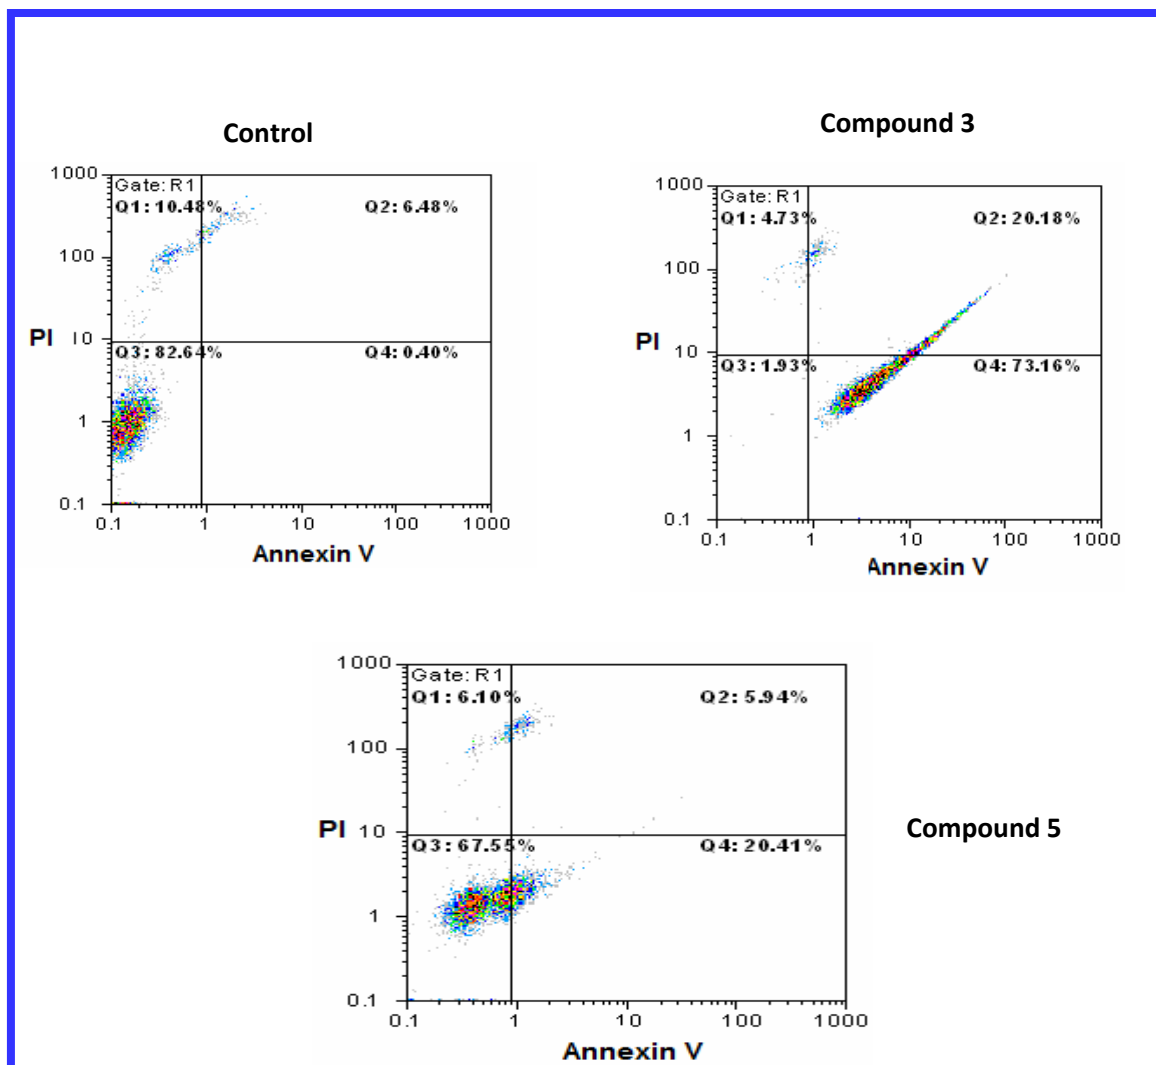 Control
Compound 3
1000
Gate: R1
Q1: 10.48%
Q2: 6.48%
100
PI
10
Q3: 82.64%
Q4: 0.40%
1
0.1
0.1
1
10
100
1000
Annexin V
1000
Gate: R1
Q1: 4.73%
Q2: 20.18%
100
PI
10
Q3: 1.93%
Q4: 73.16%
1
0.1
0.1
1
10
100
1000
Annexin V
1000
Gate: R1
Q1: 6.10%
Q2: 5.94%
100
PI
10
Compound 5
Q3: 67.55%
Q4: 20.41%
1
0.1
0.1
1
10
100
1000
Annexin V